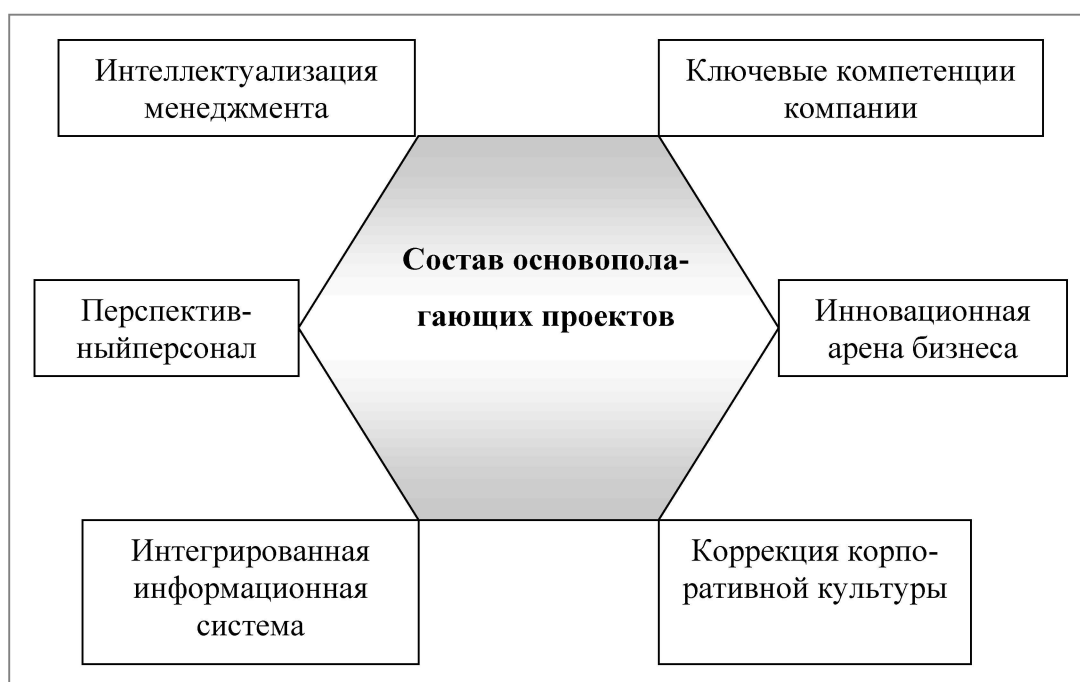 Интеллектуализация
менеджмента
Ключевые компетенции
компании
Состав основопола-
гающих проектов
Перспектив-
ныйперсонал
Инновационная
арена бизнеса
Интегрированная
информационная
система
Коррекция корпо-
ративной культуры